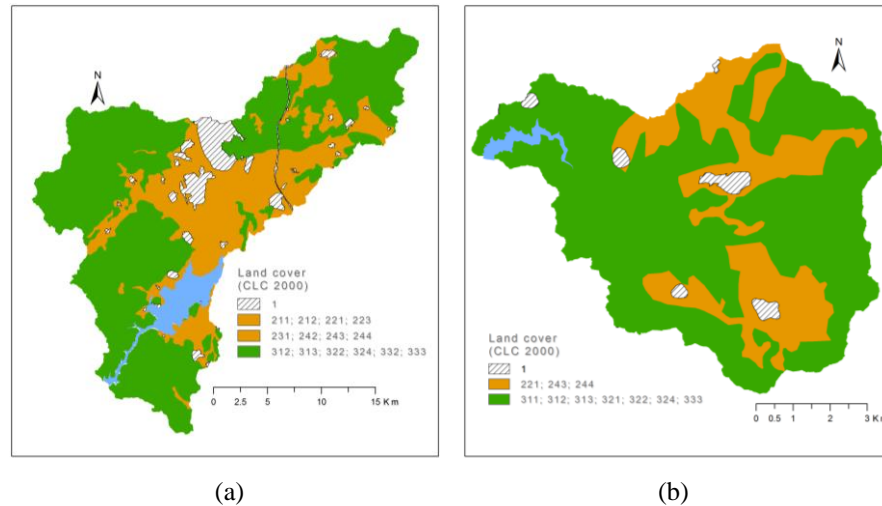 N
Land cover
(CLC 2000)
1
211; 212; 221; 223
231; 242; 243; 244
312; 313; 322; 324; 332; 333
0 2.5 5 10 15 Km
N
Land cover
(CLC 2000)
1
221; 243; 244
311; 312; 313; 321; 322; 324; 333
0 0.5 1 2 3 K
(a)
(b)